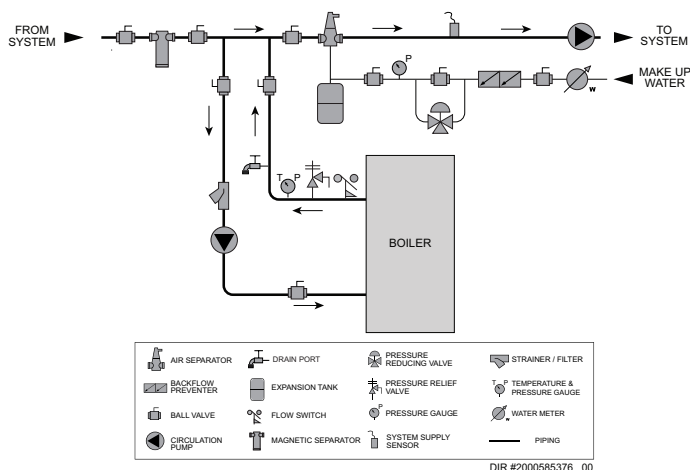 FROM
SYSTEM
TO
SYSTEM
P
MAKE UP
WATER
w
T P
BOILER
AIR SEPARATOR
DRAIN PORT
PRESSURE
REDUCING VALVE
STRAINER / FILTER
BACKFLOW
PREVENTER
EXPANSION TANK
PRESSURE RELIEF
VALVE
T P
TEMPERATURE &
PRESSURE GAUGE
BALL VALVE
FLOW SWITCH
P
PRESSURE GAUGE
w
WATER METER
CIRCULATION
PUMP
MAGNETIC SEPARATOR
SYSTEM SUPPLY
SENSOR
PIPING
DIR #2000585376_00